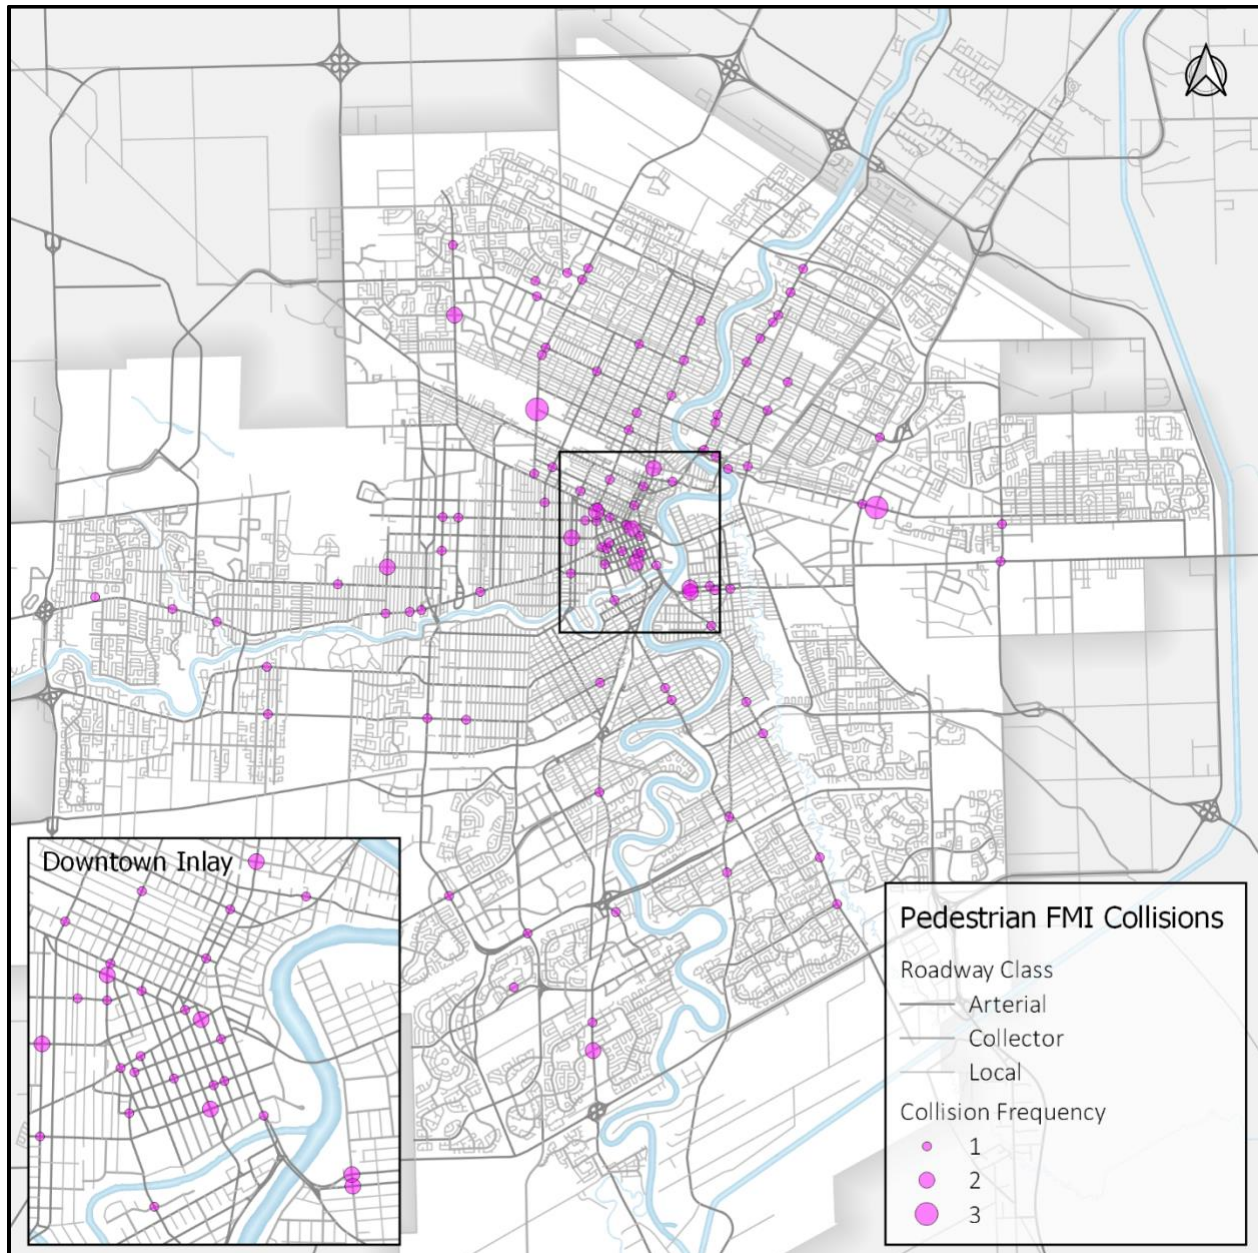 Downtown Inlay
Pedestrian FMI Collisions
Roadway Class
Arterial
Collector
Local
Collision Frequency
1
2
3